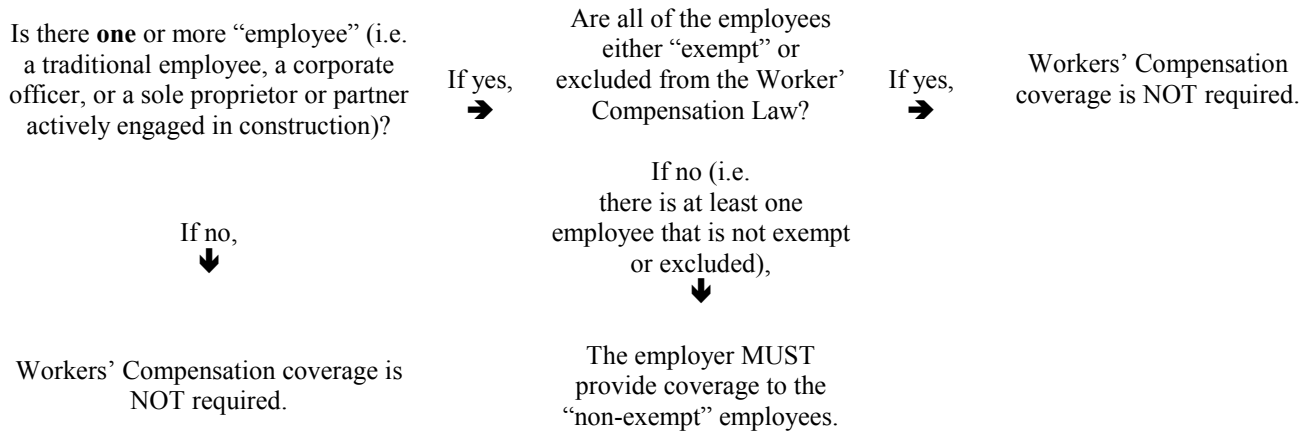 Is there one or more “employee” (i.e.
a traditional employee, a corporate
officer, or a sole proprietor or partner
actively engaged in construction)?
If yes,
➔
Are all of the employees
either “exempt” or
excluded from the Worker’
Compensation Law?
If yes,
➔
Workers’ Compensation
coverage is NOT required.
If no,
🡻
If no (i.e.
there is at least one
employee that is not exempt
or excluded),
🡻
Workers’ Compensation coverage is
NOT required.
The employer MUST
provide coverage to the
“non-exempt” employees.